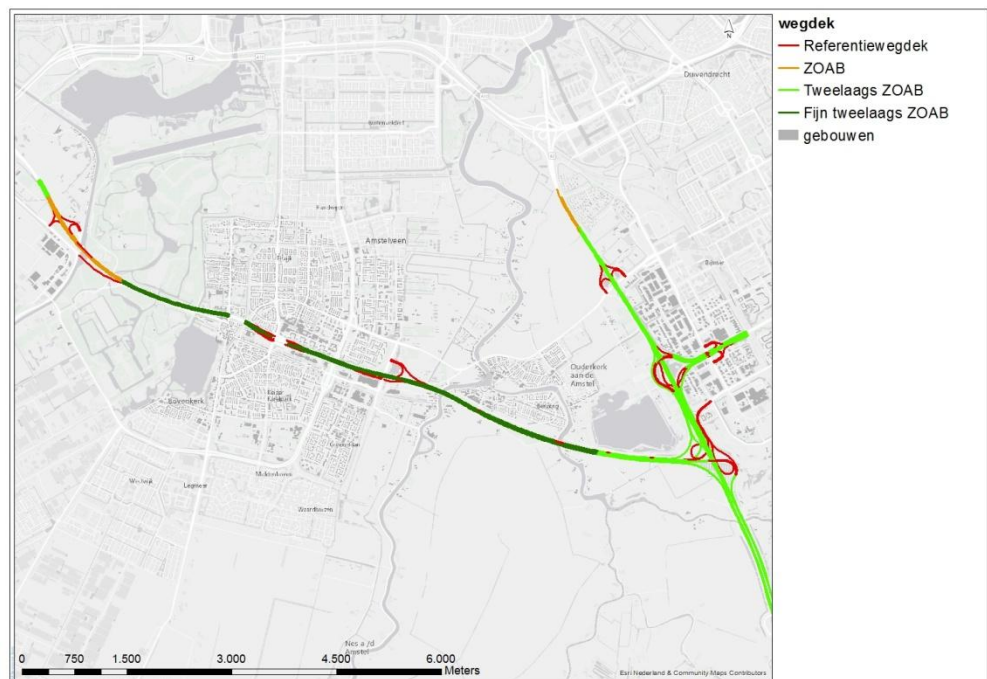 wegdek
Referentiewegdek
ZOAB
Tweelaags ZOAB
Fijn tweelaags ZOAB
gebouwen
N
Duivendrecht
Amstelveen
Ouderkerk
aan de
Amstel
Bovenkerk
Legmeer
Nes a /d
Amstel
0 750 1.500 3.000 4.500 6.000
Meters
Esri Nederland & Community Maps Contributors